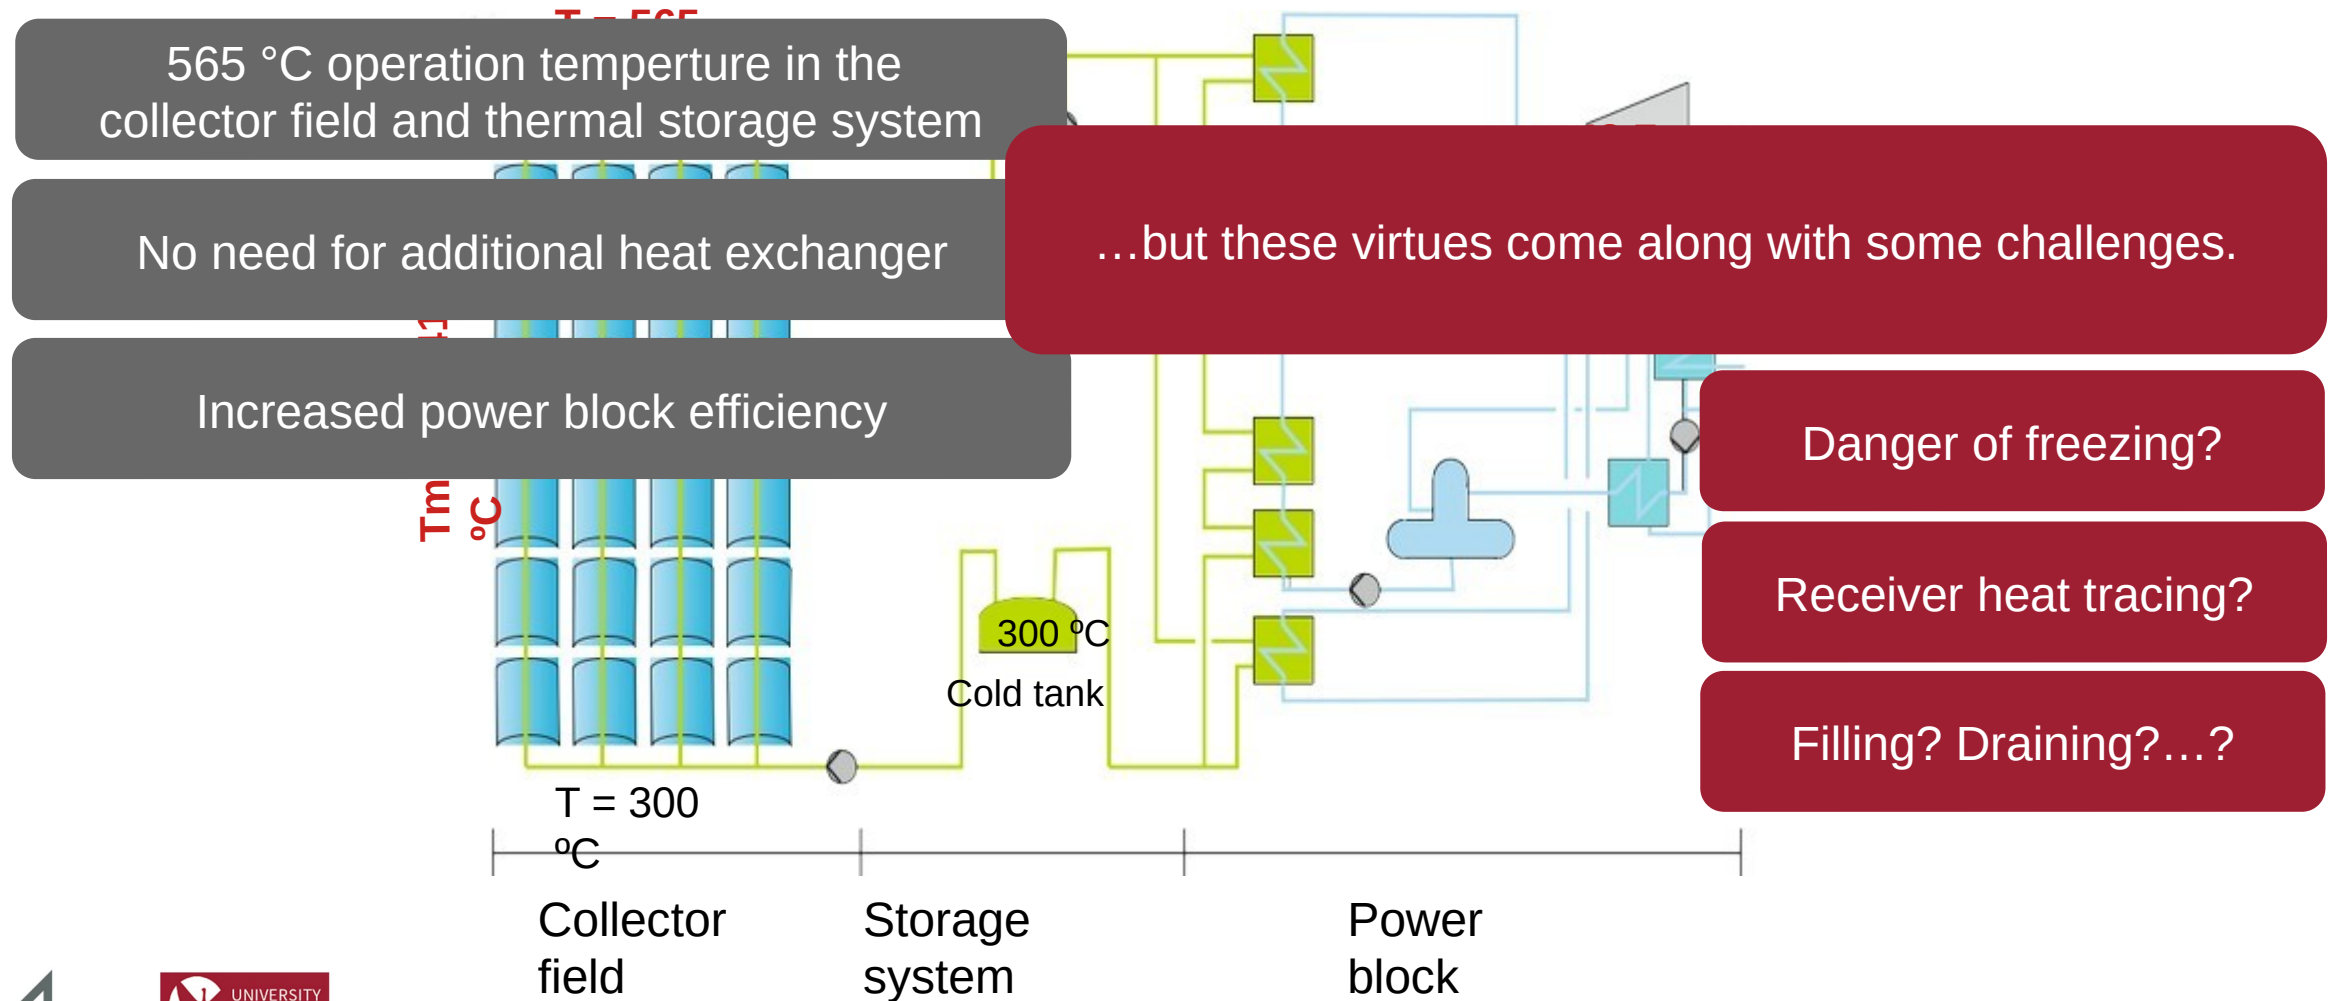 T = 565
565 °C operation temperture in the
collector field and thermal storage system
No need for additional heat exchanger
…but these virtues come along with some challenges.
Increased power block efficiency
Danger of freezing?
Receiver heat tracing?
Filling? Draining?…?
ºC
300 ºC
Cold tank
T = 300
ºC
Collector
field
Storage
system
Power
block
UNIVERSITY